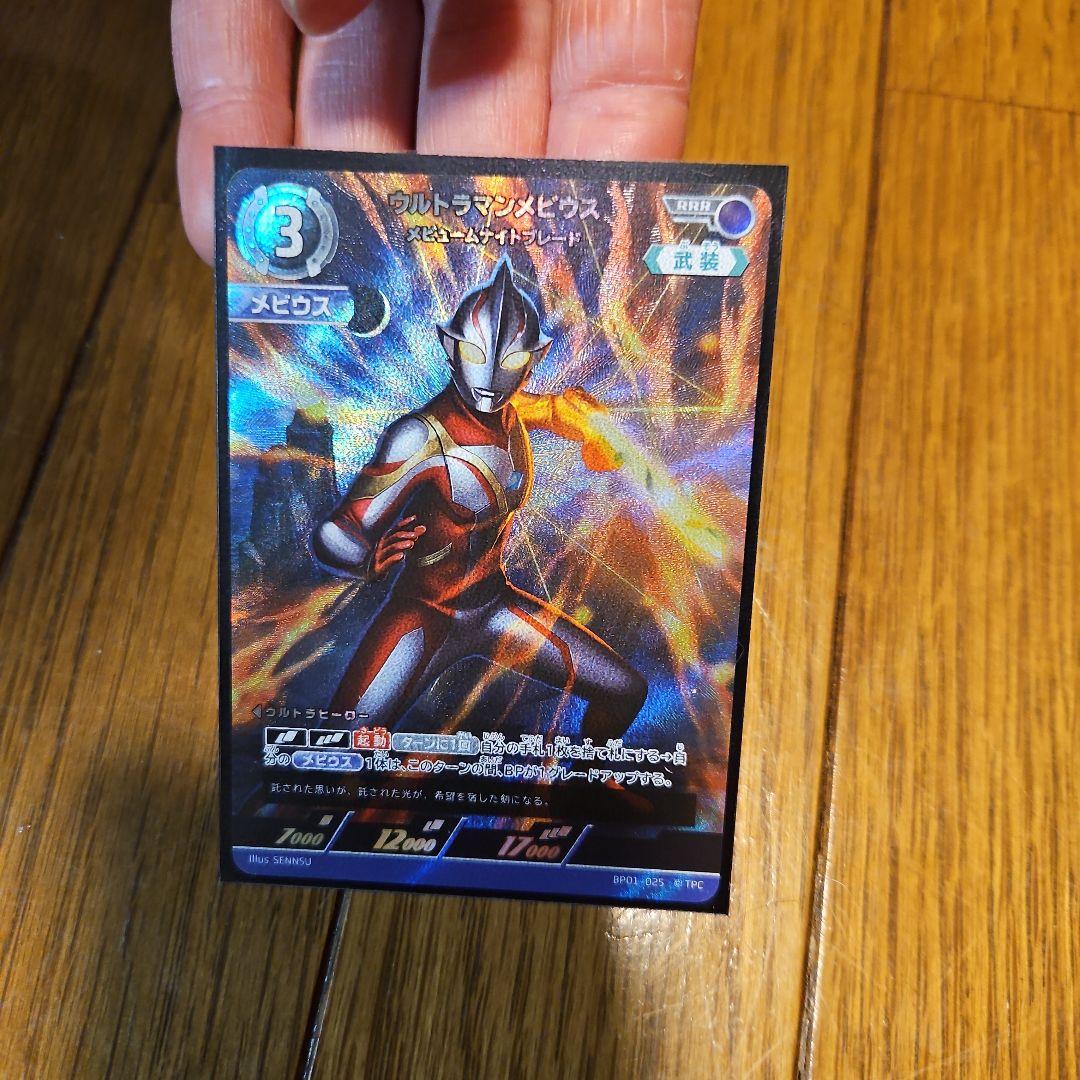 3
ウルトラマンメビウス
メビュームナイトブレード
RRR
武装
メビウス
ウルトラヒーロー
起動 ターンに1回 自分の手札1枚を捨て札にする→自
分の メビウス 1体は、このターンの間、BPが1グレードアップする。
託された思いが、託された光が、希望を宿した剣になる。
7000 12000 17000
Illus SENNSU
BP01-025 ©TPC